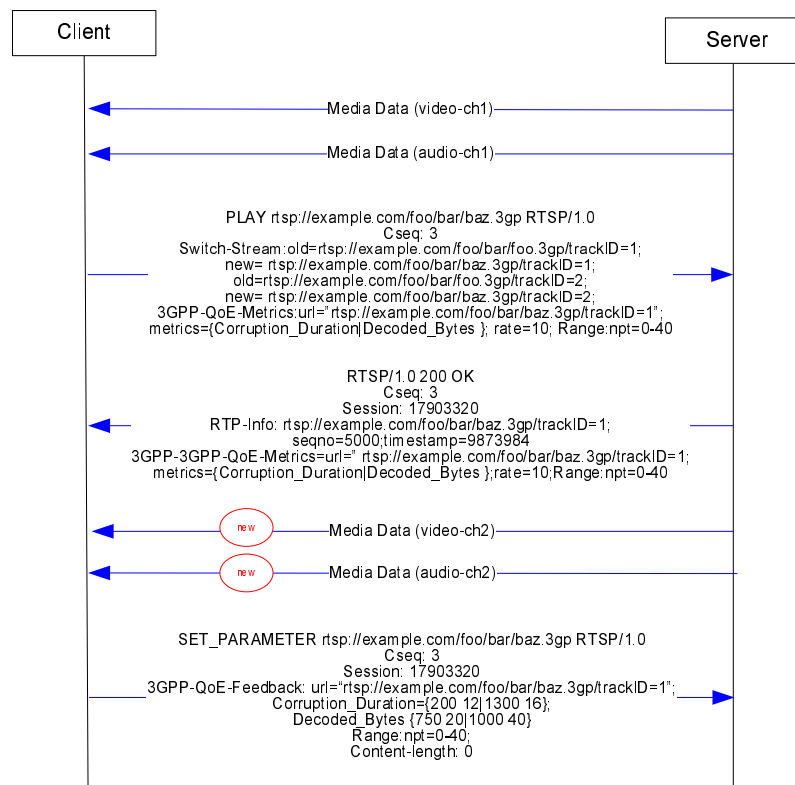 Client
Server
Media Data (video-ch1)
Media Data (audio-ch1)
PLAY rtsp://example.com/foo/bar/baz.3gp RTSP/1.0
Cseq: 3
Switch-Stream:old=rtsp://example.com/foo/bar/foo.3gp/trackID=1;
new= rtsp://example.com/foo/bar/baz.3gp/trackID=1;
old=rtsp://example.com/foo/bar/foo.3gp/trackID=2;
new= rtsp://example.com/foo/bar/baz.3gp/trackID=2;
3GPP-QoE-Metrics:url="rtsp://example.com/foo/bar/baz.3gp/trackID=1";
metrics={Corruption_Duration|Decoded_Bytes }; rate=10; Range:npt=0-40
RTSP/1.0 200 OK
Cseq: 3
Session: 17903320
RTP-Info: rtsp://example.com/foo/bar/baz.3gp/trackID=1;
seqno=5000;timestamp=9873984
3GPP-3GPP-QoE-Metrics=url=" rtsp://example.com/foo/bar/baz.3gp/trackID=1;
metrics={Corruption_Duration|Decoded_Bytes };rate=10;Range:npt=0-40
new
Media Data (video-ch2)
new
Media Data (audio-ch2)
SET_PARAMETER rtsp://example.com/foo/bar/baz.3gp RTSP/1.0
Cseq: 3
Session: 17903320
3GPP-QoE-Feedback: url="rtsp://example.com/foo/bar/baz.3gp/trackID=1";
Corruption_Duration={200 12|1300 16};
Decoded_Bytes {750 20|1000 40}
Range:npt=0-40;
Content-length: 0